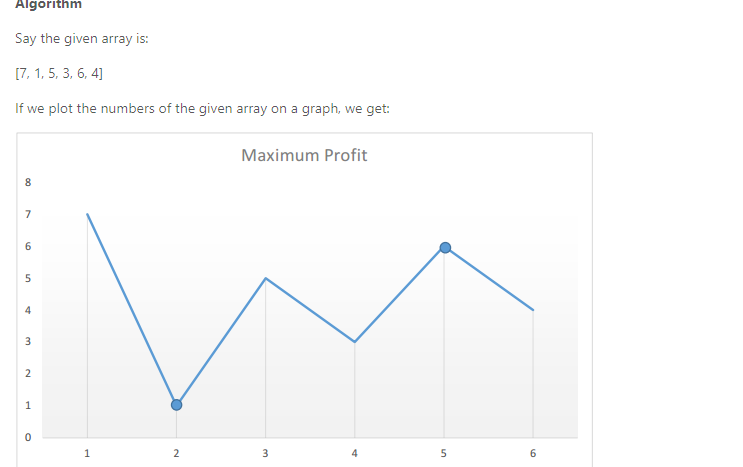 Algorithm
Say the given array is:
[7, 1, 5, 3, 6, 4]
If we plot the numbers of the given array on a graph, we get:
Maximum Profit
8
7
6
5
4
3
2
1
0
1 2 3 4 5 6